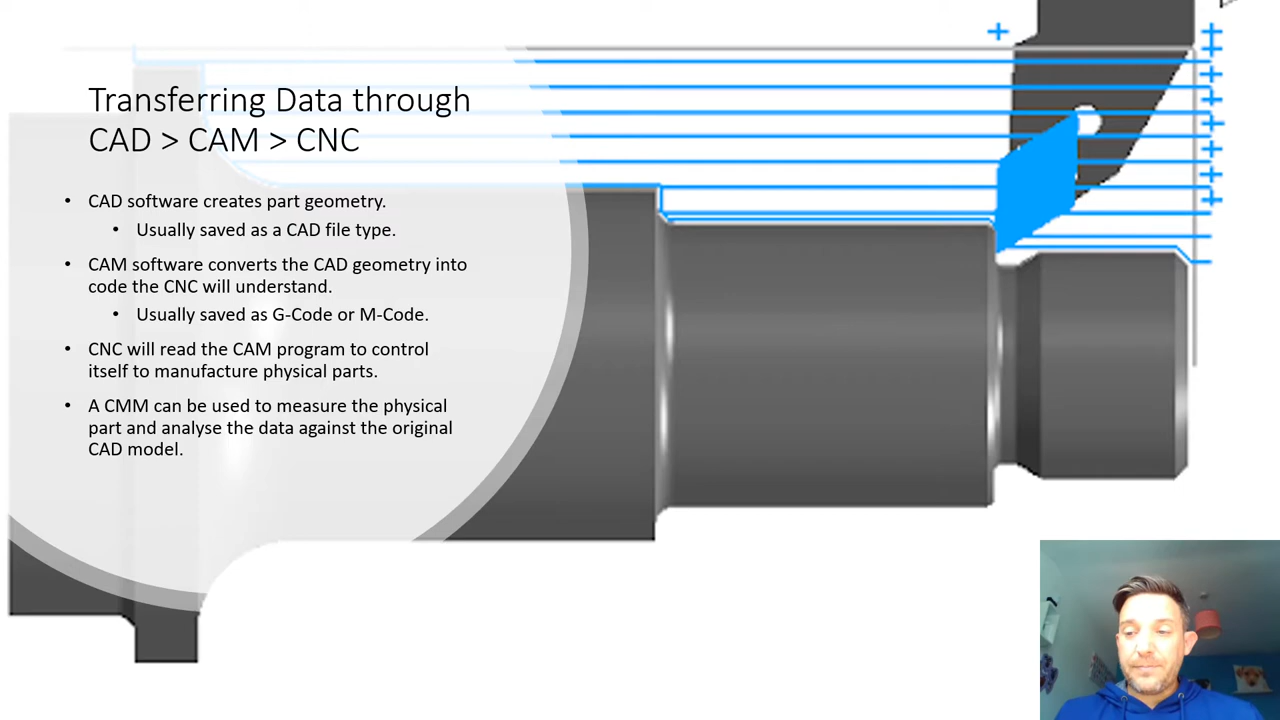 Transferring Data through
CAD > CAM > CNC
• CAD software creates part geometry.
• Usually saved as a CAD file type.
• CAM software converts the CAD geometry into
code the CNC will understand.
• Usually saved as G-Code or M-Code.
• CNC will read the CAM program to control
itself to manufacture physical parts.
• A CMM can be used to measure the physical
part and analyse the data against the original
CAD model.